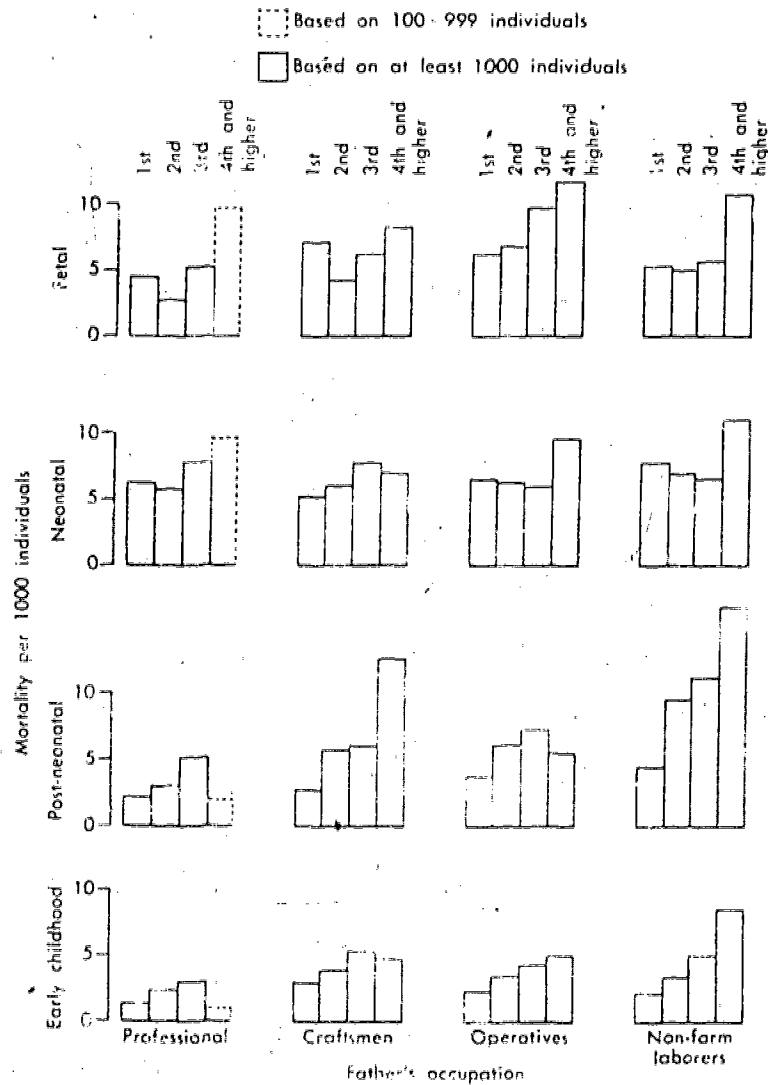 Based on 100-999 individuals
Based on at least 1000 individuals
1st
2nd
3rd
4th and
higher
1st
2nd
3rd
4th and
higher
1st
2nd
3rd
4th and
higher
1st
2nd
3rd
4th and
higher
Mortality per 1000 individuals
Fetal
10
5
0
Neonatal
10
5
0
Post-neonatal
10
5
0
Early childhood
10
5
0
Professional
Craftsmen
Operatives
Non-farm
laborers
Father's occupation